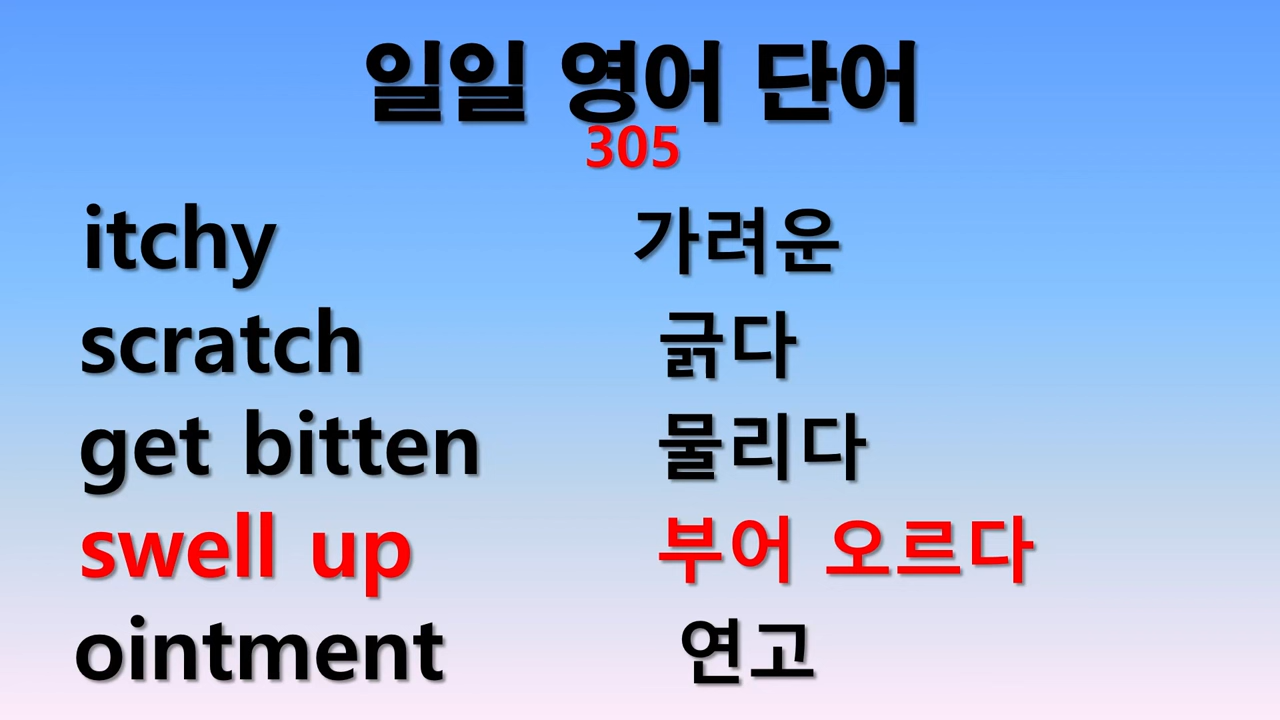 일일 영어 단어
305
itchy 가려운
scratch 긁다
get bitten 물리다
swell up 부어 오르다
ointment 연고